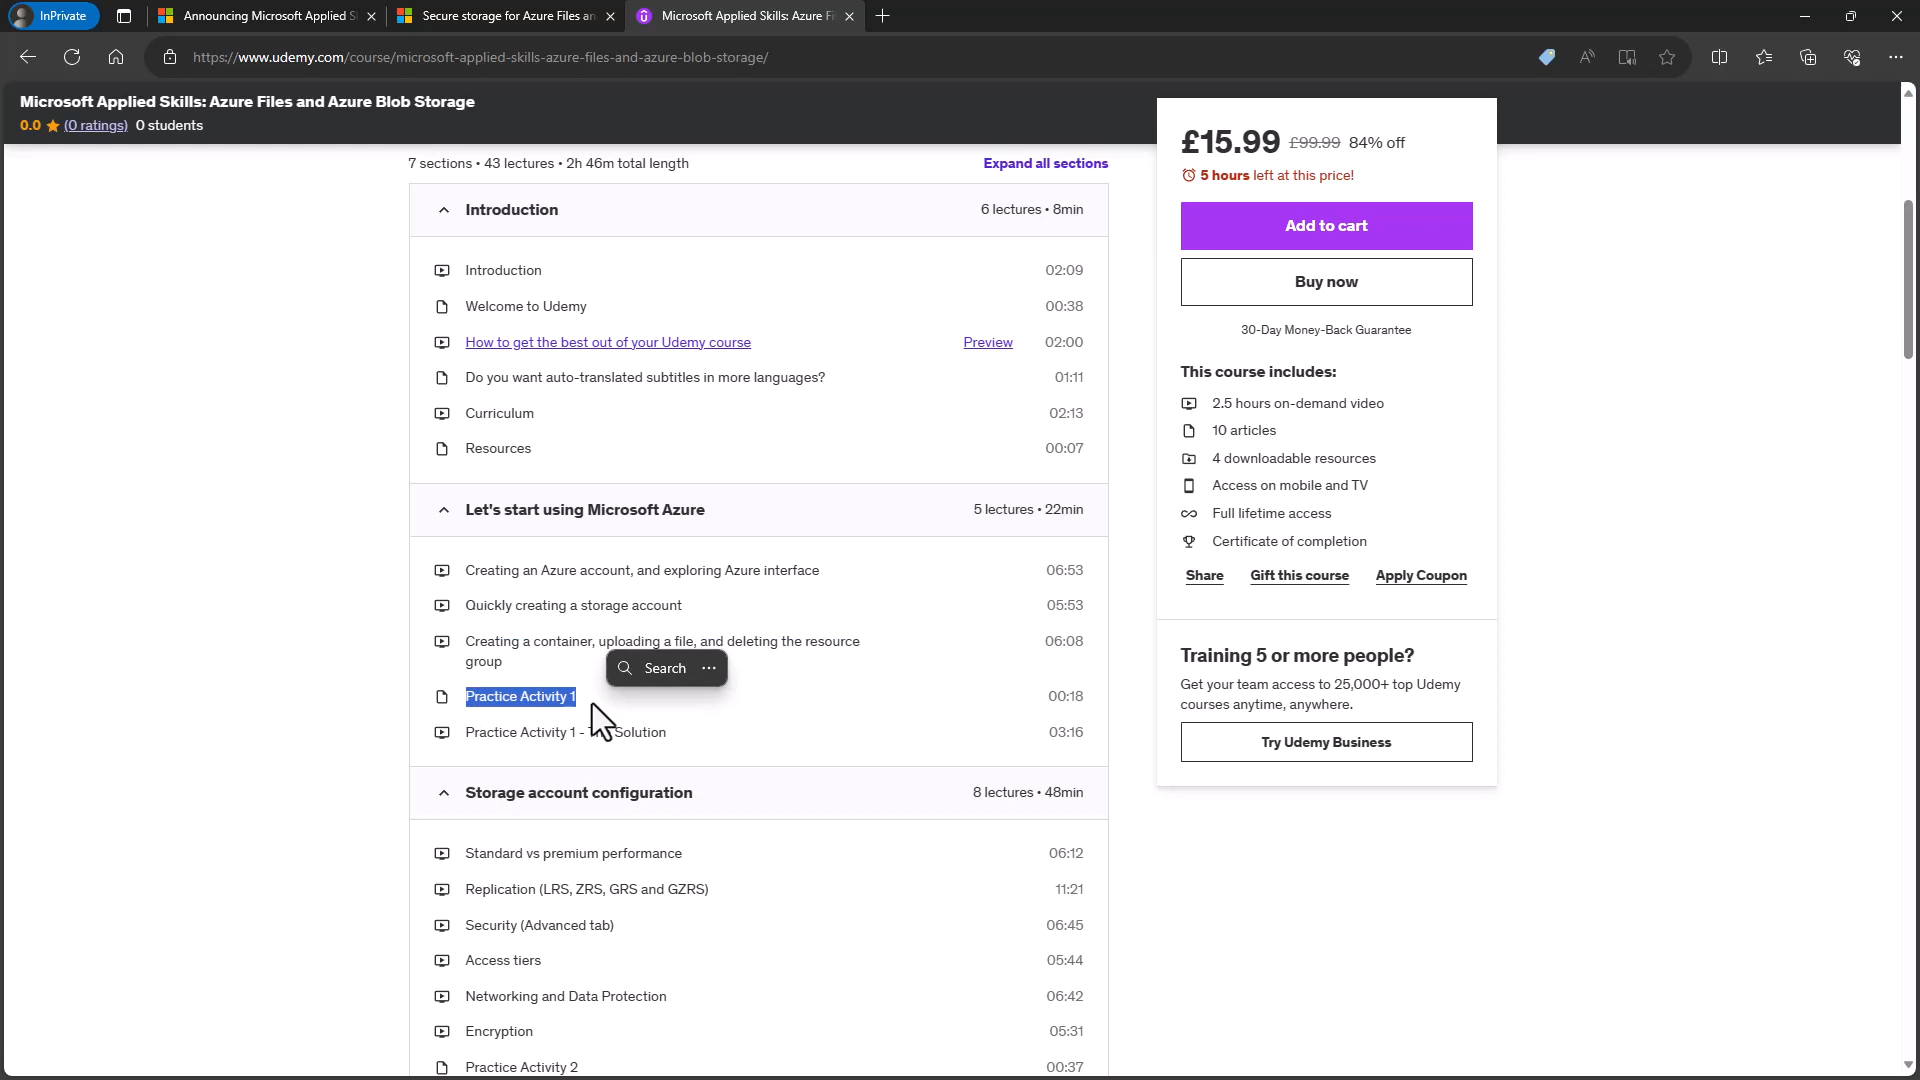 InPrivate
Announcing Microsoft Applied S
Secure storage for Azure Files an
Microsoft Applied Skills: Azure Fi
https://www.udemy.com/course/microsoft-applied-skills-azure-files-and-azure-blob-storage/
Microsoft Applied Skills: Azure Files and Azure Blob Storage
0.0 (0 ratings) 0 students
7 sections • 43 lectures • 2h 46m total length
Expand all sections
Introduction
6 lectures • 8min
Introduction
02:09
Welcome to Udemy
00:38
How to get the best out of your Udemy course
Preview
02:00
Do you want auto-translated subtitles in more languages?
01:11
Curriculum
02:13
Resources
00:07
Let's start using Microsoft Azure
5 lectures • 22min
Creating an Azure account, and exploring Azure interface
06:53
Quickly creating a storage account
05:53
Creating a container, uploading a file, and deleting the resource
group
06:08
Search
Practice Activity 1
00:18
Practice Activity 1 - Solution
03:16
Storage account configuration
8 lectures • 48min
Standard vs premium performance
06:12
Replication (LRS, ZRS, GRS and GZRS)
11:21
Security (Advanced tab)
06:45
Access tiers
05:44
Networking and Data Protection
06:42
Encryption
05:31
Practice Activity 2
00:37
£15.99 £99.99 84% off
5 hours left at this price!
Add to cart
Buy now
30-Day Money-Back Guarantee
This course includes:
2.5 hours on-demand video
10 articles
4 downloadable resources
Access on mobile and TV
Full lifetime access
Certificate of completion
Share
Gift this course
Apply Coupon
Training 5 or more people?
Get your team access to 25,000+ top Udemy
courses anytime, anywhere.
Try Udemy Business